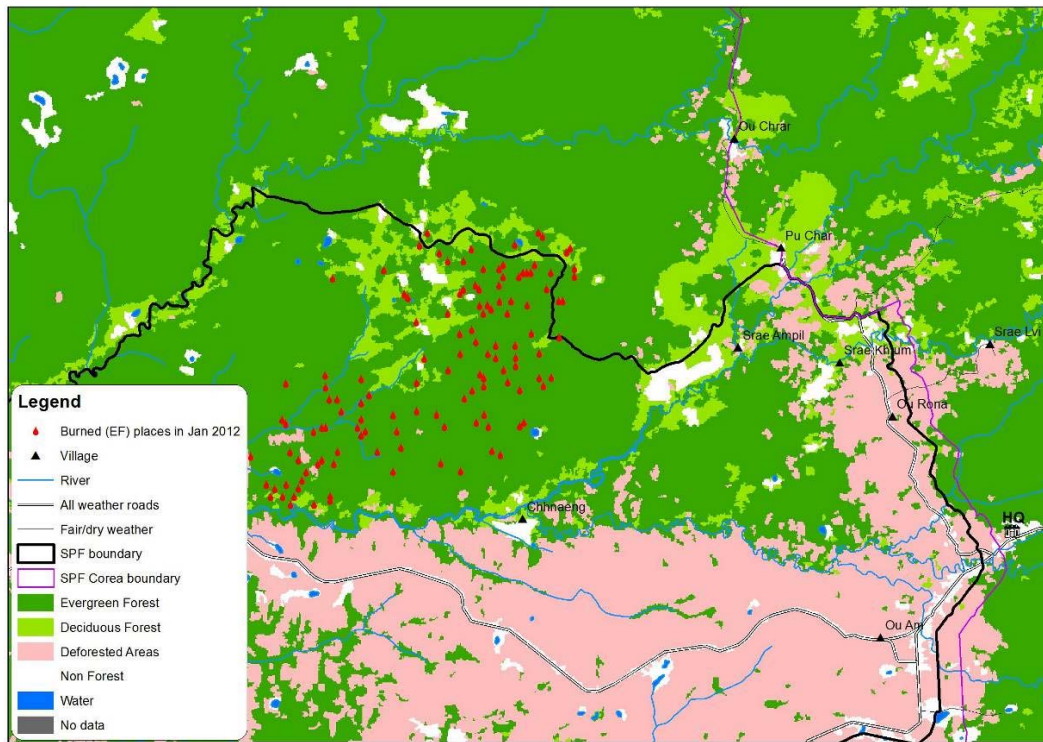 Ou Chrar
Pu Char
Srae Ampil
Srae Khtum
Srae Lvi
Ou Rona
Chhnaeng
HQ
Ou Am
Legend
Burned (EF) places in Jan 2012
Village
River
All weather roads
Fair/dry weather
SPF boundary
SPF Corea boundary
Evergreen Forest
Deciduous Forest
Deforested Areas
Non Forest
Water
No data